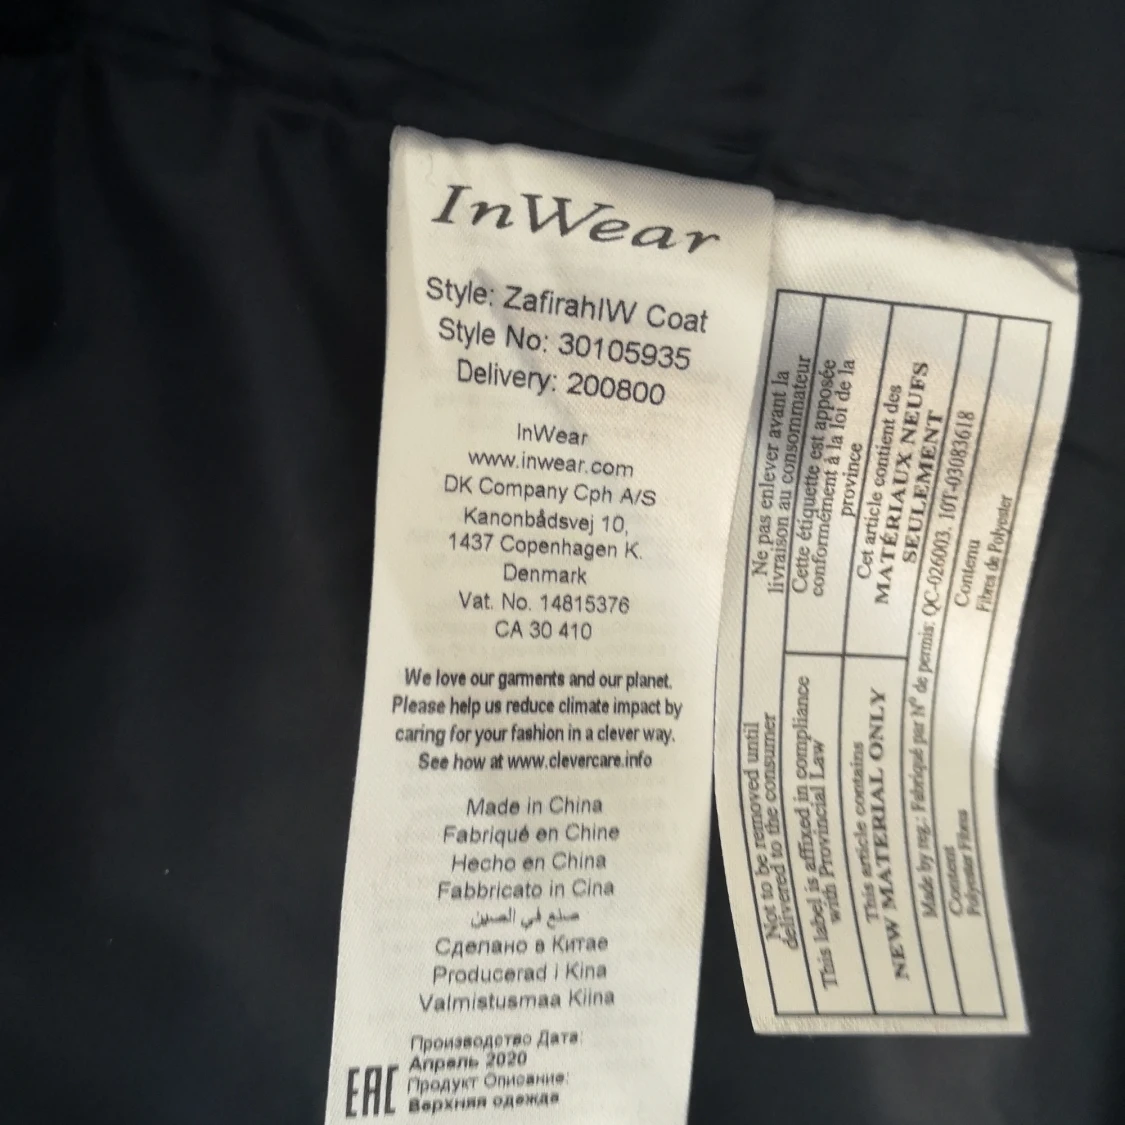 InWear
Style: ZafirahIW Coat
Style No: 30105935
Delivery: 200800
InWear
www.inwear.com
DK Company Cph A/S
Kanonbådsvej 10,
1437 Copenhagen K.
Denmark
Vat. No. 14815376
CA 30 410
We love our garments and our planet.
Please help us reduce climate impact by
caring for your fashion in a clever way.
See how at www.clevercare.info
Made in China
Fabriqué en Chine
Hecho en China
Fabbricato in Cina
صنع في الصين
Сделано в Китае
Producerad i Kina
Valmistusmaa Kiina
Производство Дата:
Апрель 2020
Продукт Описание:
Верхняя одежда
EAC
Not to be removed until
delivered to the consumer
Ne pas enlever avant la
livraison au consommateur
This label is affixed in compliance
with Provincial Law
Cette étiquette est apposée
conformément à la loi de la
province
This article contains
NEW MATERIAL ONLY
Cet article contient des
MATÉRIAUX NEUFS
SEULEMENT
Made by reg.: Fabriqué par Nº de permis: QC-026003. 10T-03083618
Content
Polyester Fibres
Contenu
Fibres de Polyester